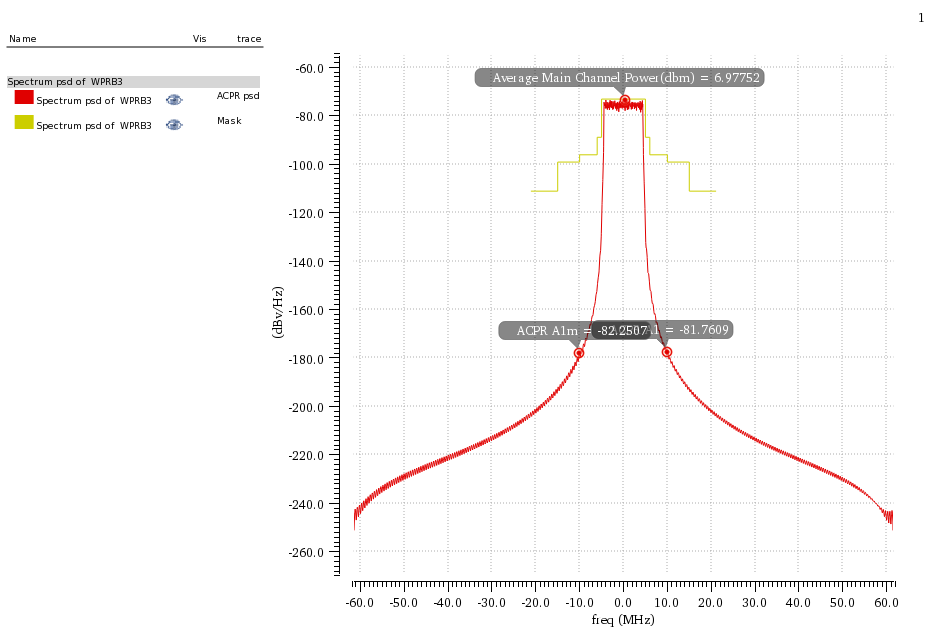 1
Name Vis trace
Spectrum psd of WPRB3
Spectrum psd of WPRB3 ACPR psd
Spectrum psd of WPRB3 Mask
Average Main Channel Power(dbm) = 6.97752
ACPR A1m = -82.2507 .1 = -81.7609
(dBv/Hz)
-60.0
-80.0
-100.0
-120.0
-140.0
-160.0
-180.0
-200.0
-220.0
-240.0
-260.0
-60.0 -50.0 -40.0 -30.0 -20.0 -10.0 0.0 10.0 20.0 30.0 40.0 50.0 60.0
freq (MHz)